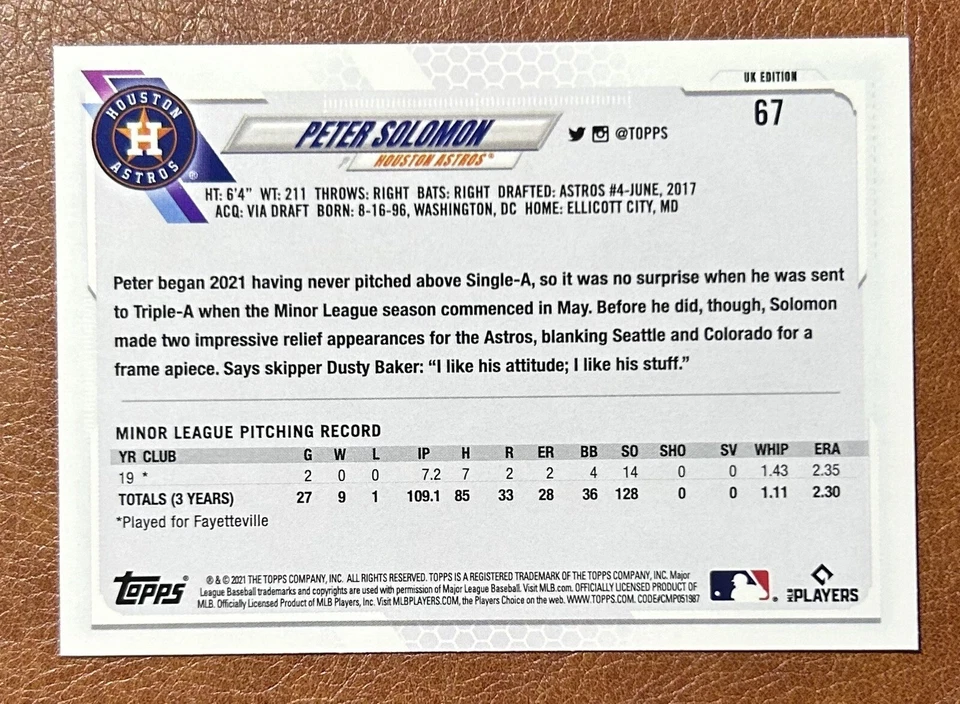 UK EDITION
67
HOUSTON
H
ASTROS®
PETER SOLOMON
HOUSTON ASTROS®
@TOPPS
HT: 6'4" WT: 211 THROWS: RIGHT BATS: RIGHT DRAFTED: ASTROS #4-JUNE, 2017
ACQ: VIA DRAFT BORN: 8-16-96, WASHINGTON, DC HOME: ELLICOTT CITY, MD
Peter began 2021 having never pitched above Single-A, so it was no surprise when he was sent
to Triple-A when the Minor League season commenced in May. Before he did, though, Solomon
made two impressive relief appearances for the Astros, blanking Seattle and Colorado for a
frame apiece. Says skipper Dusty Baker: “I like his attitude; I like his stuff.”
MINOR LEAGUE PITCHING RECORD
YR CLUB G W L IP H R ER BB SO SHO SV WHIP ERA
19 * 2 0 0 7.2 7 2 2 4 14 0 0 1.43 2.35
TOTALS (3 YEARS) 27 9 1 109.1 85 33 28 36 128 0 0 1.11 2.30
*Played for Fayetteville
topps®
® & © 2021 THE TOPPS COMPANY, INC. ALL RIGHTS RESERVED. TOPPS IS A REGISTERED TRADEMARK OF THE TOPPS COMPANY, INC. Major
League Baseball trademarks and copyrights are used with permission of Major League Baseball. Visit MLB.com. OFFICIALLY LICENSED PRODUCT OF
MLB. Officially Licensed Product of MLB Players, Inc. Visit MLBPLAYERS.COM, the Players Choice on the web. WWW.TOPPS.COM. CODE#CMP051987
MLB PLAYERS